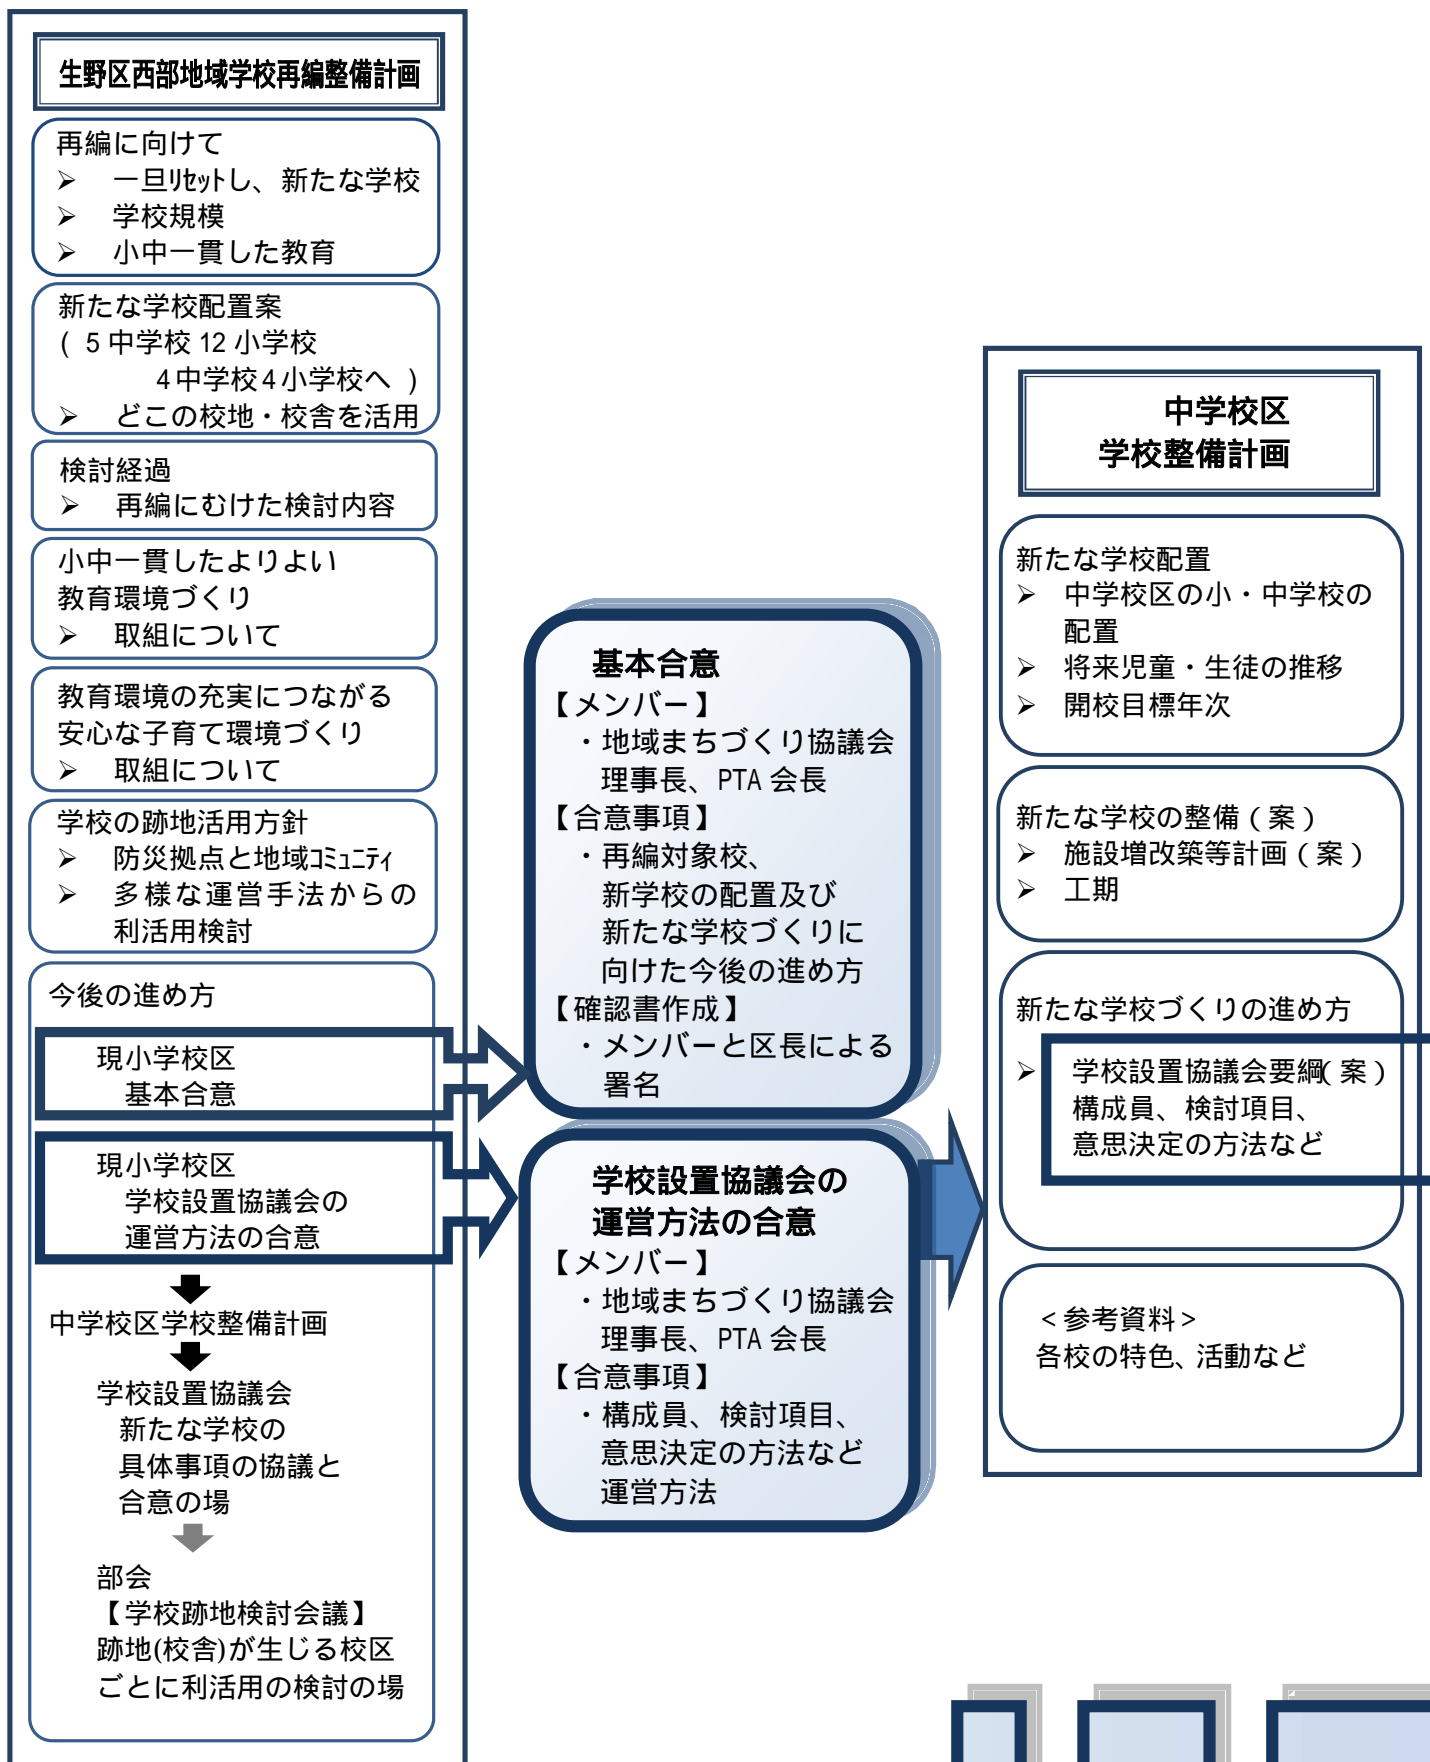 生野区西部地域学校再編整備計画
再編に向けて
➢ 一旦ﾘｾｯﾄし、新たな学校
➢ 学校規模
➢ 小中一貫した教育
新たな学校配置案
( 5 中学校 12 小学校
4 中学校 4 小学校へ )
➢ どこの校地・校舎を活用
検討経過
➢ 再編にむけた検討内容
小中一貫したよりよい
教育環境づくり
➢ 取組について
教育環境の充実につながる
安心な子育て環境づくり
➢ 取組について
学校の跡地活用方針
➢ 防災拠点と地域ｺﾐｭﾆﾃｨ
➢ 多様な運営手法からの
利活用検討
今後の進め方
現小学校区
基本合意
現小学校区
学校設置協議会の
運営方法の合意
中学校区学校整備計画
学校設置協議会
新たな学校の
具体事項の協議と
合意の場
部会
【学校跡地検討会議】
跡地(校舎)が生じる校区
ごとに利活用の検討の場
基本合意
【メンバー】
・地域まちづくり協議会
理事長、PTA 会長
【合意事項】
・再編対象校、
新学校の配置及び
新たな学校づくりに
向けた今後の進め方
【確認書作成】
・メンバーと区長による
署名
学校設置協議会の
運営方法の合意
【メンバー】
・地域まちづくり協議会
理事長、PTA 会長
【合意事項】
・構成員、検討項目、
意思決定の方法など
運営方法
中学校区
学校整備計画
新たな学校配置
➢ 中学校区の小・中学校の
配置
➢ 将来児童・生徒の推移
➢ 開校目標年次
新たな学校の整備（案）
➢ 施設増改築等計画（案）
➢ 工期
新たな学校づくりの進め方
➢ 学校設置協議会要綱(案)
構成員、検討項目、
意思決定の方法など
＜参考資料＞
各校の特色、活動など